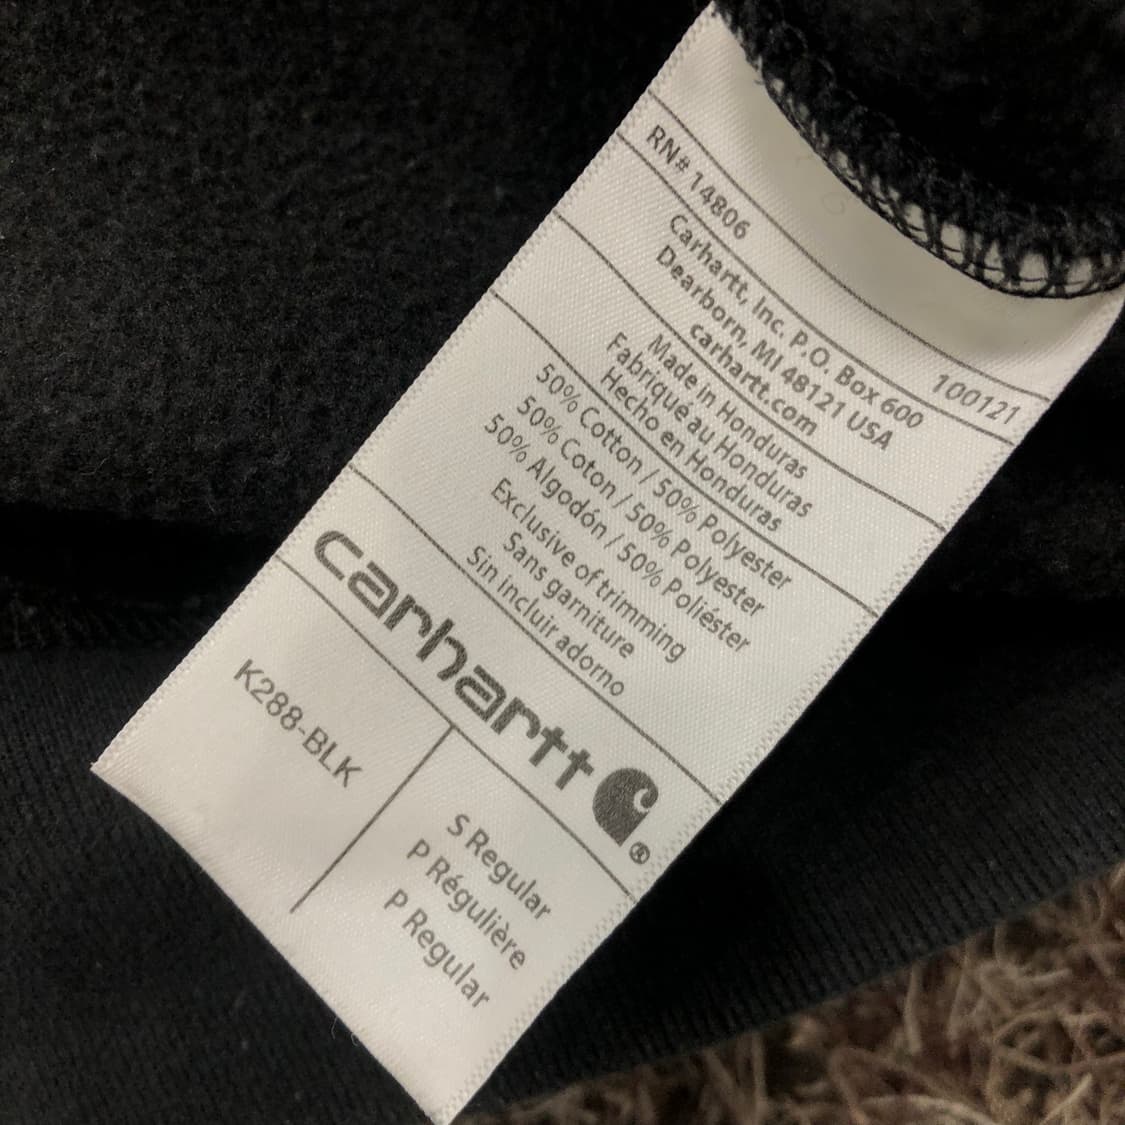 RN# 14806 100121
Carhartt, Inc. P.O. Box 600
Dearborn, MI 48121 USA
carhartt.com
Made in Honduras
Fabriqué au Honduras
Hecho en Honduras
50% Cotton / 50% Polyester
50% Coton / 50% Polyester
50% Algodón / 50% Poliéster
Exclusive of trimming
Sans garniture
Sin incluir adorno
carhartt ®
K288-BLK
S Regular
P Régulière
P Regular